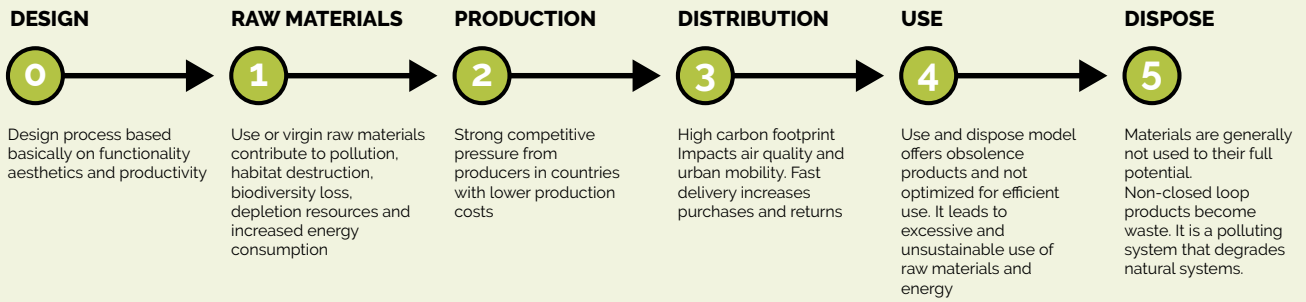 DESIGN
0
Design process based
basically on functionality
aesthetics and productivity
RAW MATERIALS
1
Use or virgin raw materials
contribute to pollution,
habitat destruction,
biodiversity loss,
depletion resources and
increased energy
consumption
PRODUCTION
2
Strong competitive
pressure from
producers in countries
with lower production
costs
DISTRIBUTION
3
High carbon footprint
Impacts air quality and
urban mobility. Fast
delivery increases
purchases and returns
USE
4
Use and dispose model
offers obsolence
products and not
optimized for efficient
use. It leads to
excessive and
unsustainable use of
raw materials and
energy
DISPOSE
5
Materials are generally
not used to their full
potential.
Non-closed loop
products become
waste. It is a polluting
system that degrades
natural systems.